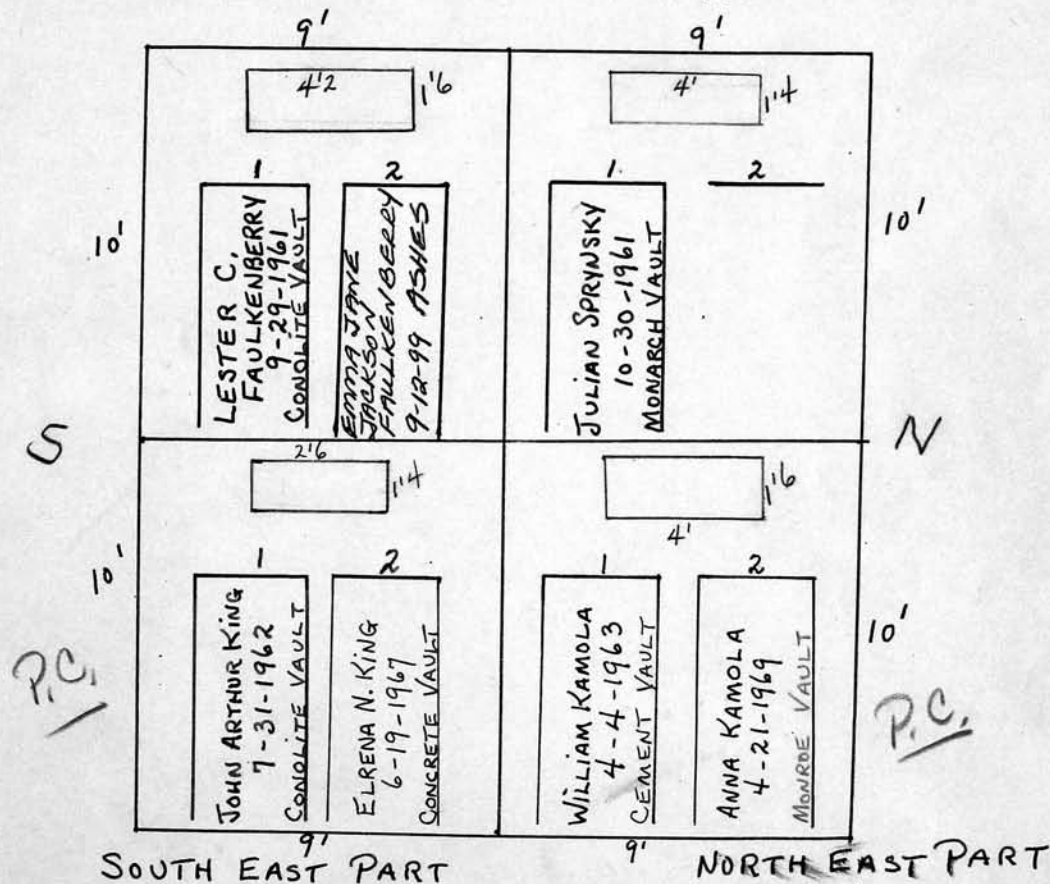 9'
9'
4'2
1'6
4'
1'4
1
2
1
2
10'
10'
LESTER C.
FAULKENBERRY
9-29-1961
CONOLITE VAULT
EMMA JANE
JACKSON
FAULKENBERRY
9-12-99 ASHES
JULIAN SPRYNSKY
10-30-1961
MONARCH VAULT
S
N
2'6
1'4
1'6
4'
1
2
1
2
10'
10'
P.C.
P.C.
JOHN ARTHUR KING
7-31-1962
CONOLITE VAULT
ELRENA N. KING
6-19-1967
CONCRETE VAULT
WILLIAM KAMOLA
4-4-1963
CEMENT VAULT
ANNA KAMOLA
4-21-1969
MONROE VAULT
9'
9'
SOUTH EAST PART
NORTH EAST PART